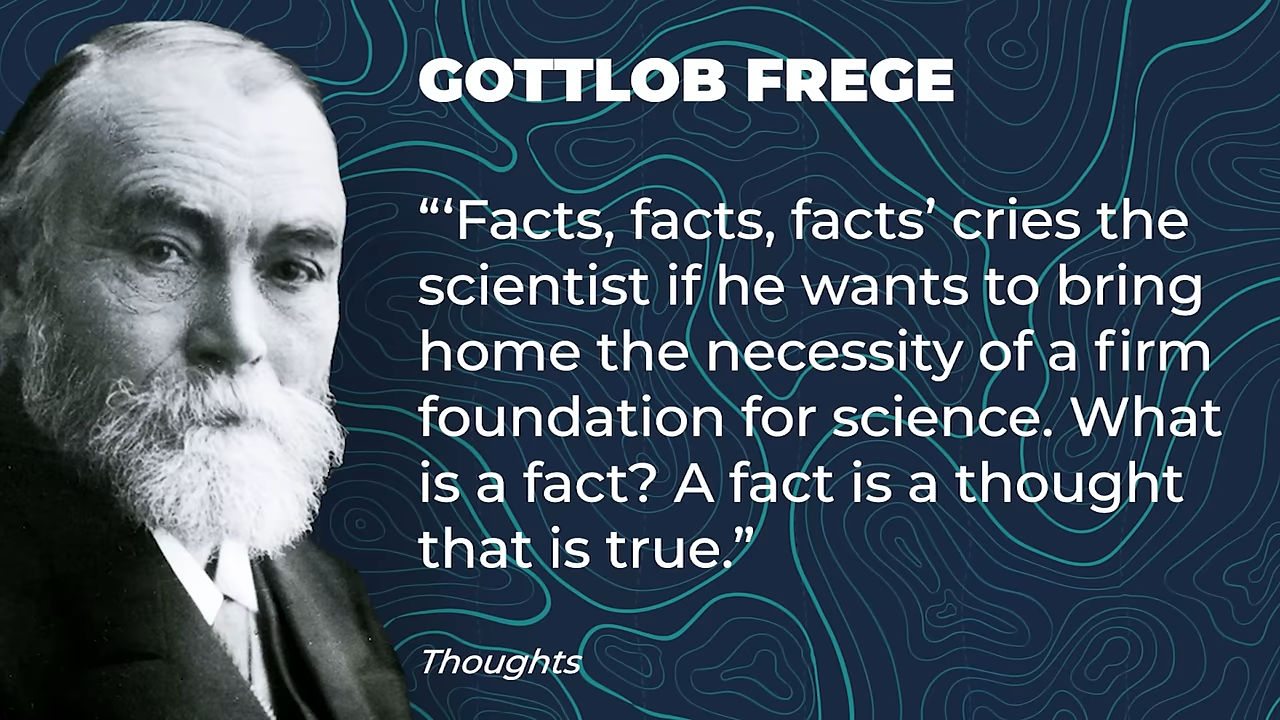 GOTTLOB FREGE
“‘Facts, facts, facts’ cries the
scientist if he wants to bring
home the necessity of a firm
foundation for science. What
is a fact? A fact is a thought
that is true.”
Thoughts